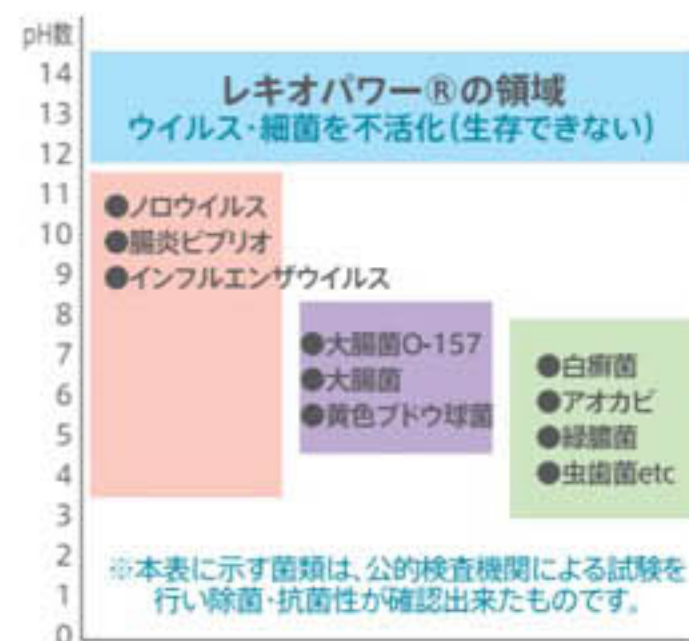 pH数
14
13
12
11
10
9
8
7
6
5
4
3
2
1
0
レキオパワー®の領域
ウイルス・細菌を不活化(生存できない)
●ノロウイルス
●腸炎ビブリオ
●インフルエンザウイルス
●大腸菌O-157
●大腸菌
●黄色ブドウ球菌
●白癬菌
●アオカビ
●緑膿菌
●虫歯菌etc
※本表に示す菌類は、公的検査機関による試験を
行い除菌・抗菌性が確認出来たものです。